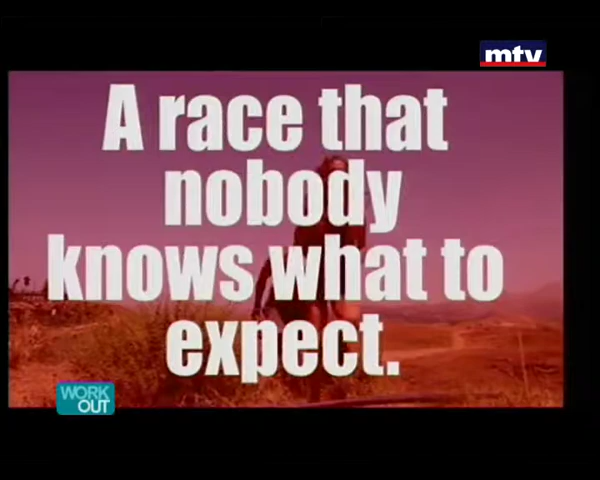 mtv
A race that
nobody
knows what to
expect.
WORK
OUT